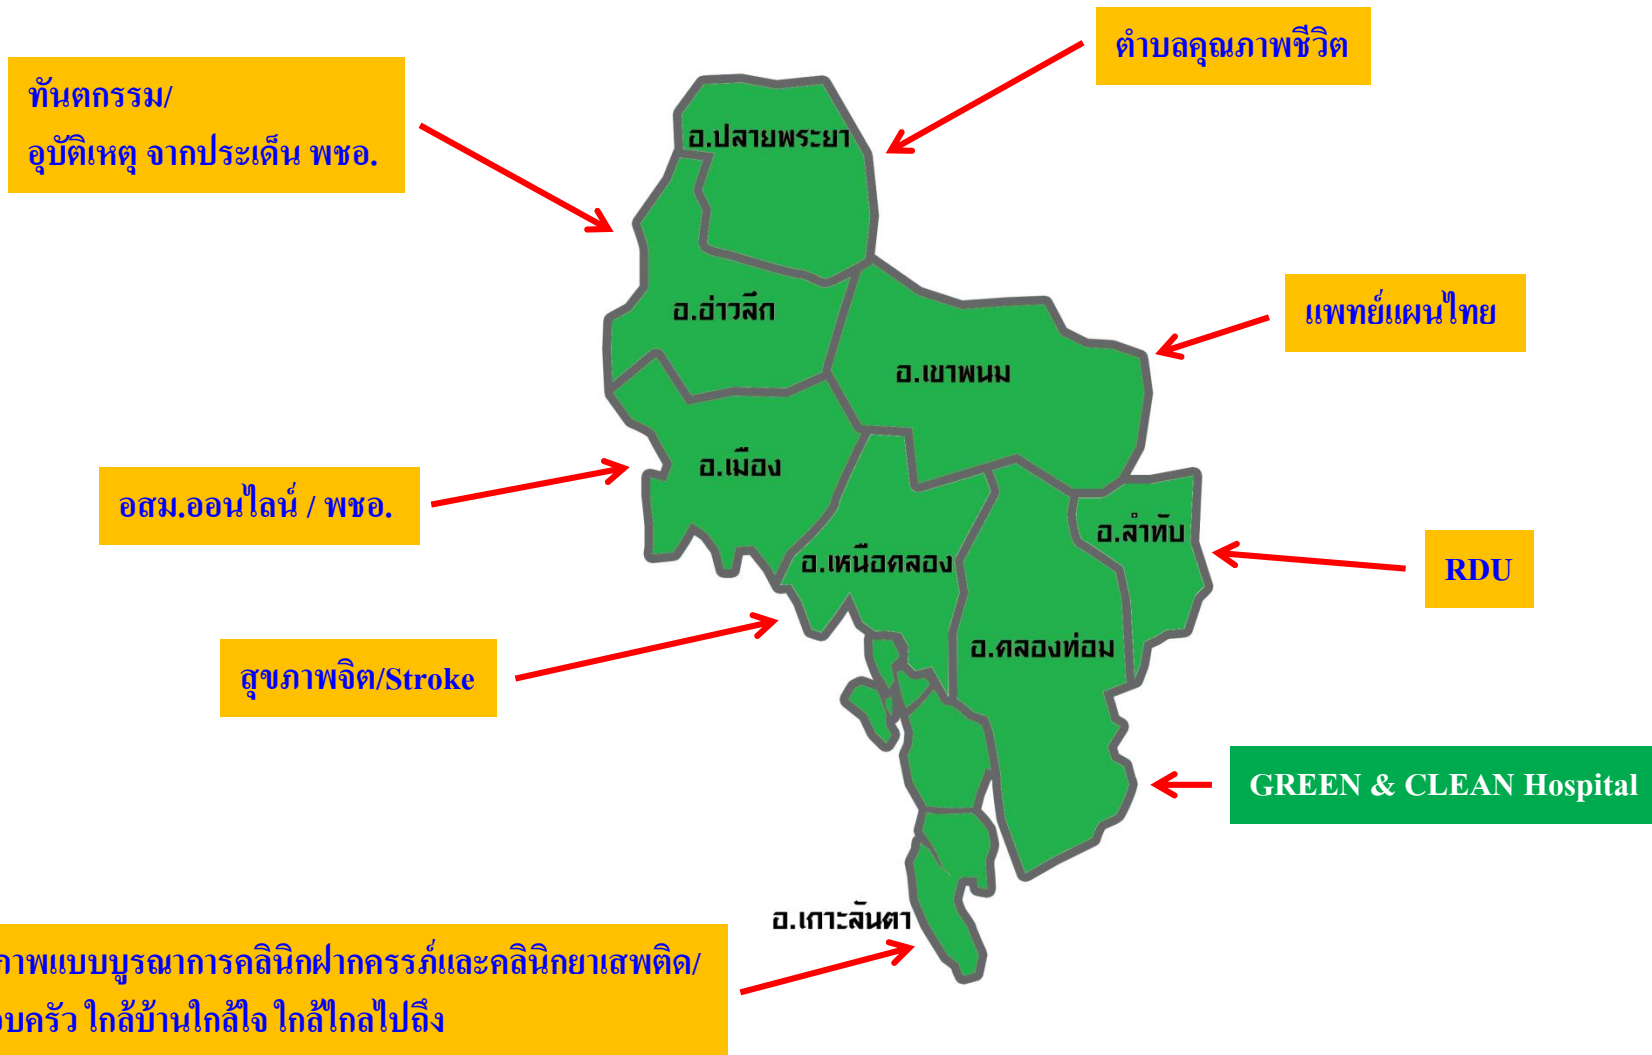 ตำบลคุณภาพชีวิต
ทันตกรรม/
อุบัติเหตุ จากประเด็น พชอ.
อ.ปลายพระยา
อ.อ่าวลึก
แพทย์แผนไทย
อ.เขาพนม
อ.เมือง
อสม.ออนไลน์ / พชอ.
อ.ลำทับ
อ.เหนือคลอง
RDU
อ.คลองท่อม
สุขภาพจิต/Stroke
GREEN & CLEAN Hospital
อ.เกาะลันตา
ภาพแบบบูรณาการคลินิกฝากครรภ์และคลินิกยาเสพติด/
อบครัว ใกล้บ้านใกล้ใจ ใกล้ไกลไปถึง